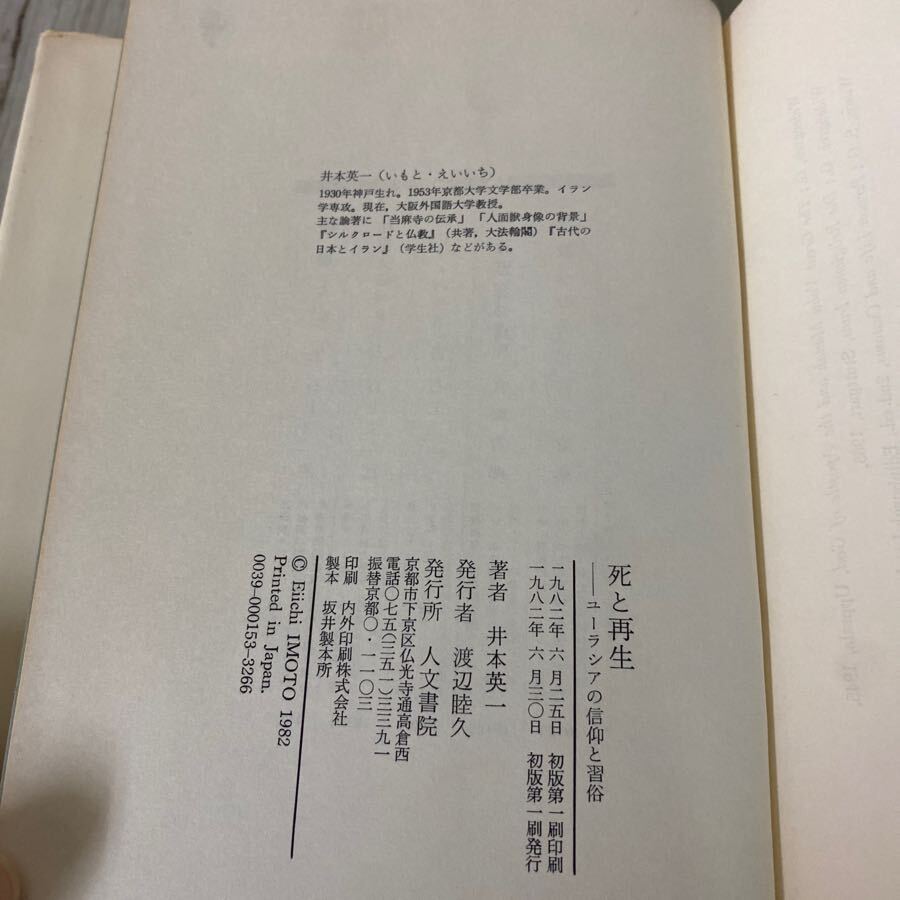 井本英一（いもと・えいいち）
1930年神戸生れ。1953年京都大学文学部卒業。イラン
学専攻。現在，大阪外国語大学教授。
主な論著に「当麻寺の伝承」「人面獣身像の背景」
『シルクロードと仏教』（共著，大法輪閣）『古代の
日本とイラン』（学生社）などがある。
死と再生
――ユーラシアの信仰と習俗
一九八二年 六 月二五日 初版第一刷印刷
一九八二年 六 月三〇日 初版第一刷発行
著者 井本英一
発行者 渡辺睦久
発行所 人文書院
京都市下京区仏光寺通高倉西
電話〇七五（三五一）三三九一
振替京都〇・一一〇三
印刷 内外印刷株式会社
製本 坂井製本所
© Eiichi IMOTO 1982
Printed in Japan.
0039-000153-3266